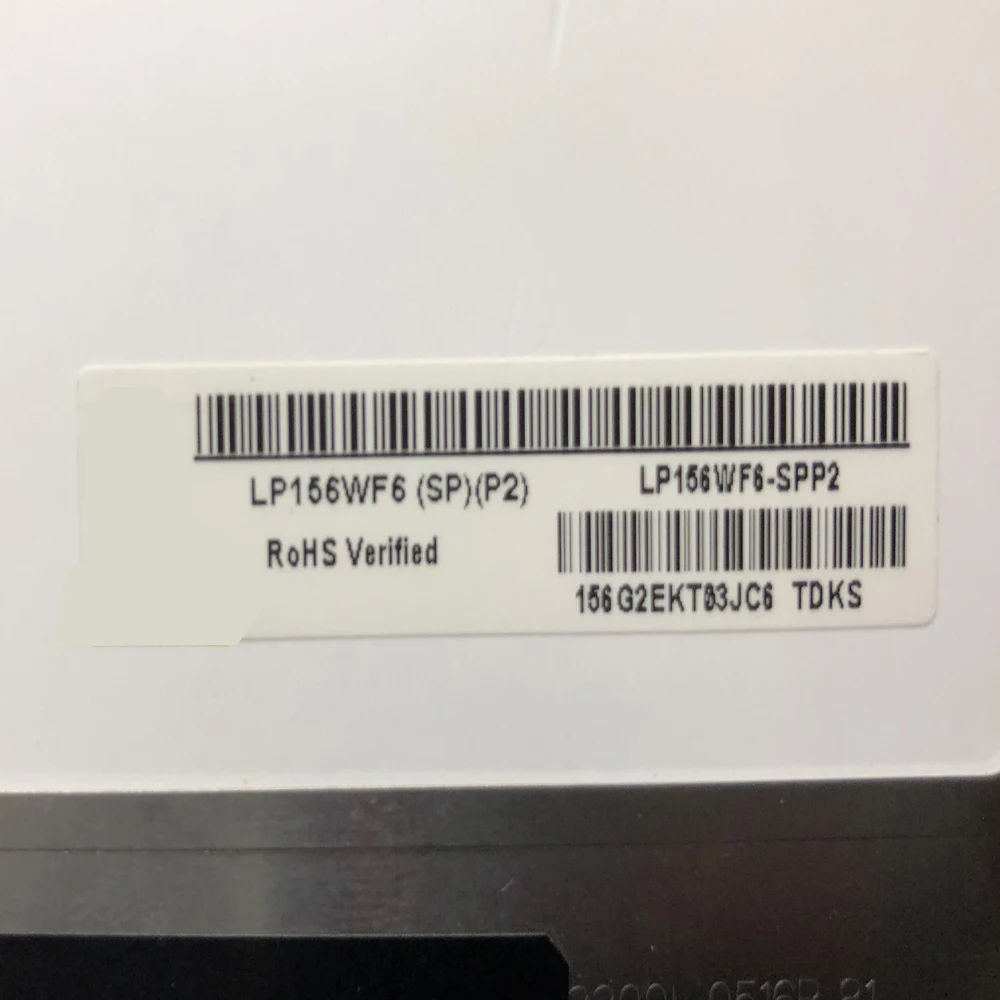 LP156WF6 (SP)(P2)
LP156WF6-SPP2
RoHS Verified
156G2EKT03JC6 TDKS